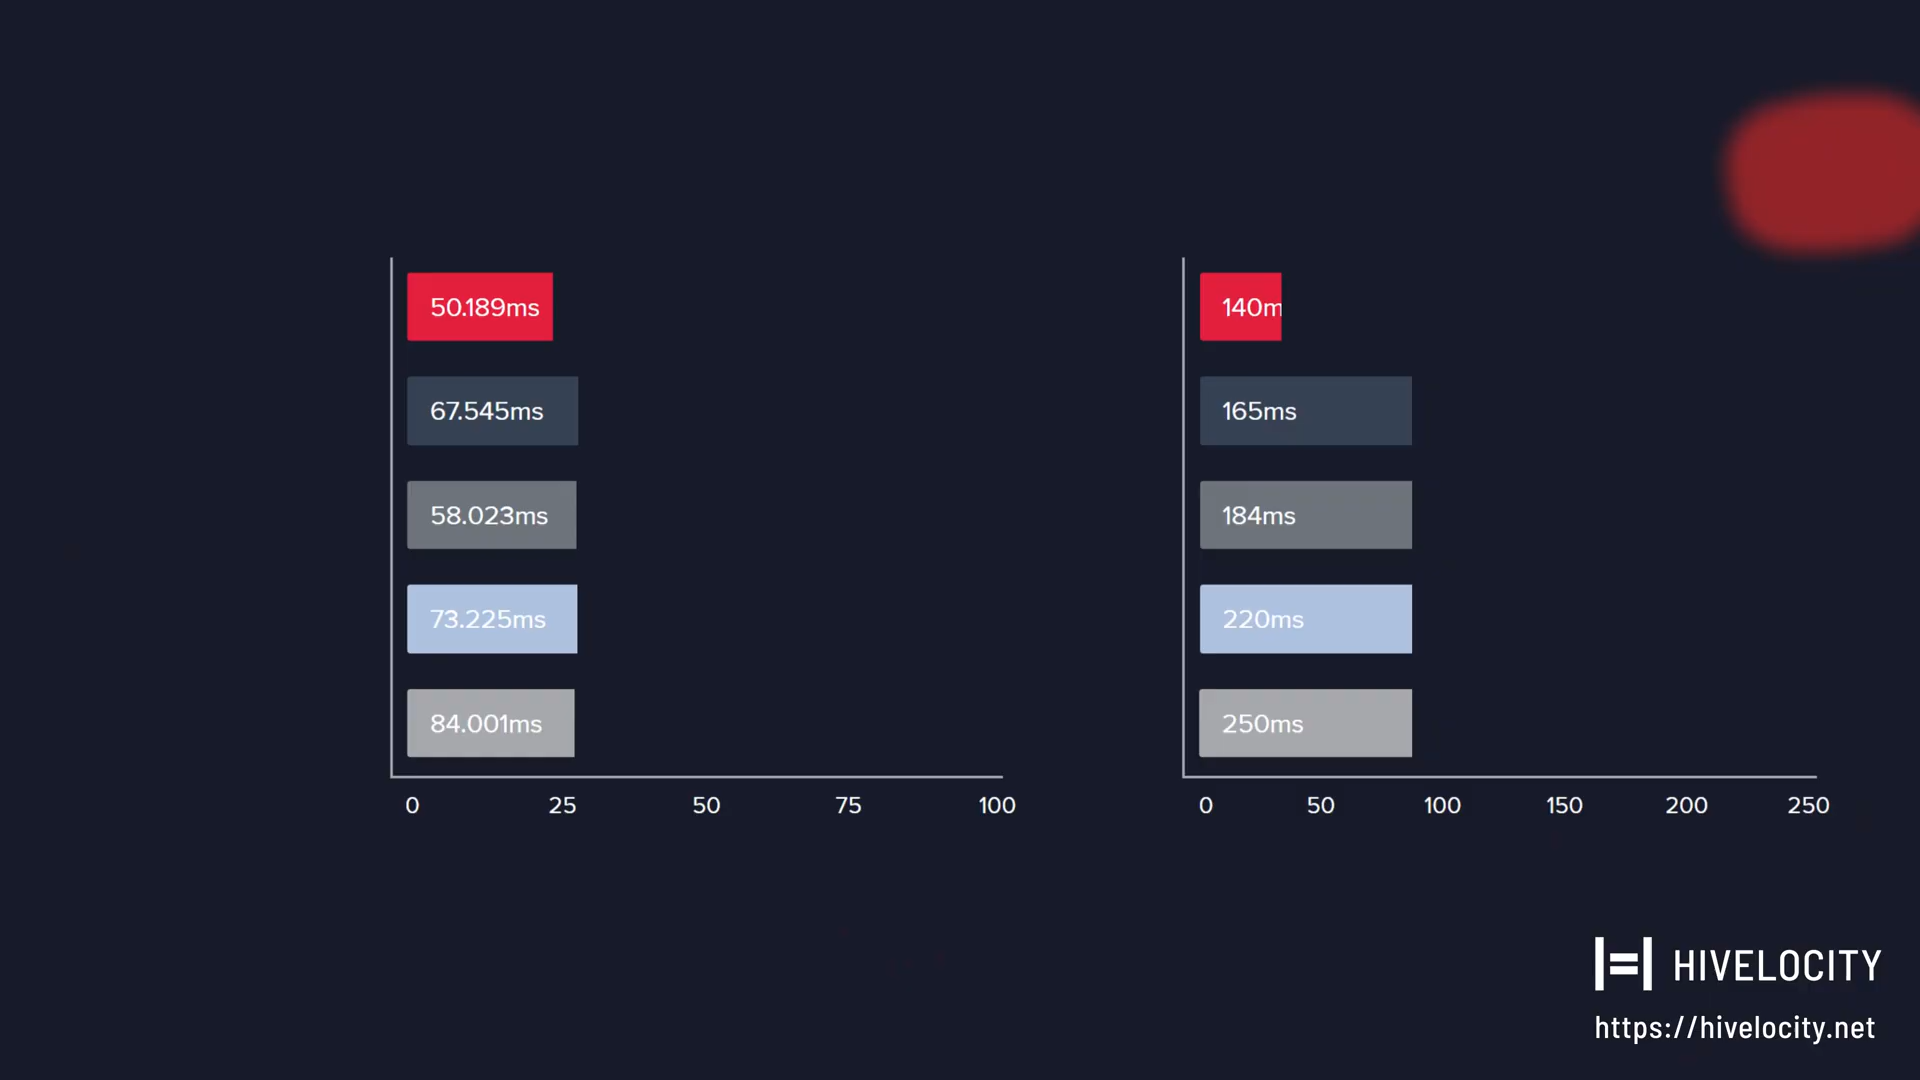 50.189ms
67.545ms
58.023ms
73.225ms
84.001ms
0 25 50 75 100
140m
165ms
184ms
220ms
250ms
0 50 100 150 200 250
HIVELOCITY
https://hivelocity.net